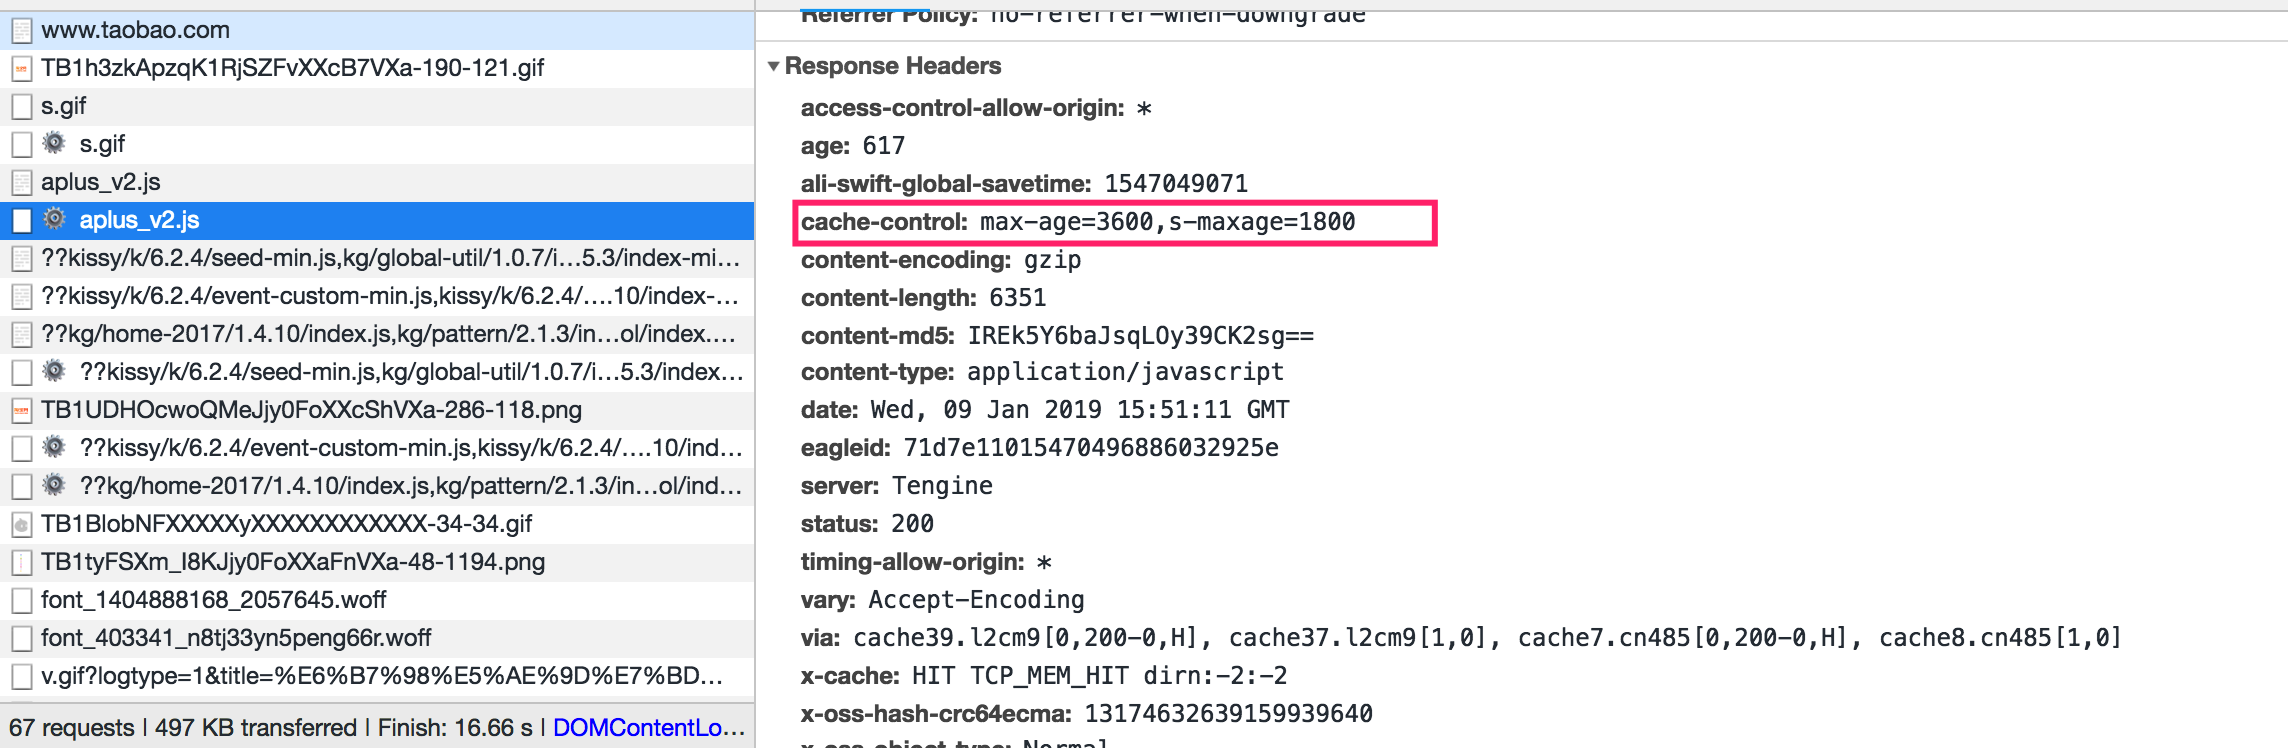 www.taobao.com
TB1h3zkApzqK1RjSZFvXXcB7VXa-190-121.gif
s.gif
s.gif
aplus_v2.js
aplus_v2.js
??kissy/k/6.2.4/seed-min.js,kg/global-util/1.0.7/i…5.3/index-mi…
??kissy/k/6.2.4/event-custom-min.js,kissy/k/6.2.4/….10/index-…
??kg/home-2017/1.4.10/index.js,kg/pattern/2.1.3/in…ol/index.…
??kissy/k/6.2.4/seed-min.js,kg/global-util/1.0.7/i…5.3/index…
TB1UDHOcwoQMeJjy0FoXXcShVXa-286-118.png
??kissy/k/6.2.4/event-custom-min.js,kissy/k/6.2.4/….10/ind…
??kg/home-2017/1.4.10/index.js,kg/pattern/2.1.3/in…ol/ind…
TB1BlobNFXXXXXyXXXXXXXXXXXX-34-34.gif
TB1tyFSXm_I8KJjy0FoXXaFnVXa-48-1194.png
font_1404888168_2057645.woff
font_403341_n8tj33yn5peng66r.woff
v.gif?logtype=1&title=%E6%B7%98%E5%AE%9D%E7%BD…
67 requests | 497 KB transferred | Finish: 16.66 s | DOMContentLo…
Referrer Policy: no-referrer-when-downgrade
Response Headers
access-control-allow-origin: *
age: 617
ali-swift-global-savetime: 1547049071
cache-control: max-age=3600,s-maxage=1800
content-encoding: gzip
content-length: 6351
content-md5: IREk5Y6baJsqLOy39CK2sg==
content-type: application/javascript
date: Wed, 09 Jan 2019 15:51:11 GMT
eagleid: 71d7e11015470496886032925e
server: Tengine
status: 200
timing-allow-origin: *
vary: Accept-Encoding
via: cache39.l2cm9[0,200-0,H], cache37.l2cm9[1,0], cache7.cn485[0,200-0,H], cache8.cn485[1,0]
x-cache: HIT TCP_MEM_HIT dirn:-2:-2
x-oss-hash-crc64ecma: 13174632639159939640
x-oss-object-type: Normal